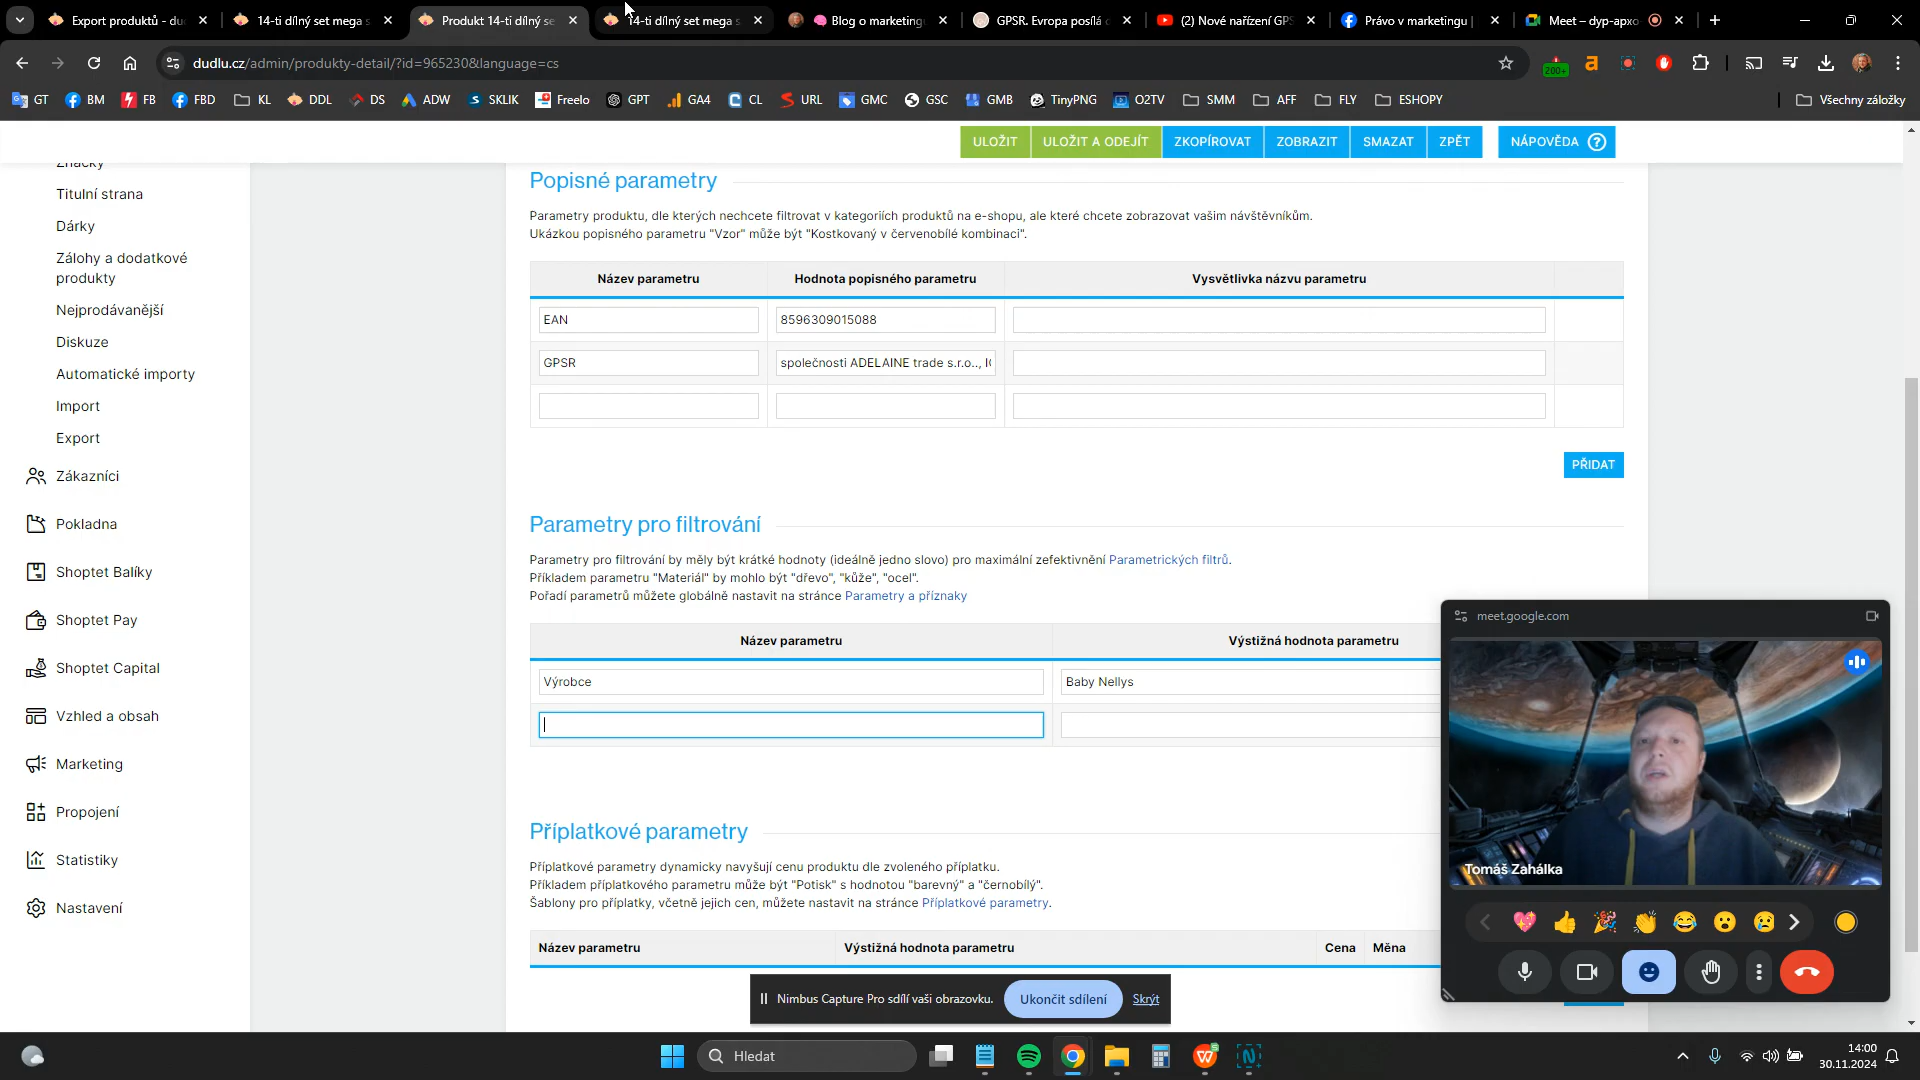 Export produktů - du
14-ti dílný set mega s
Produkt 14-ti dílný se
14-ti dílný set mega s
Blog o marketing
GPSR. Evropa posílá
(2) Nové nařízení GPS
Právo v marketingu |
Meet – dyp-apxo
dudlu.cz/admin/produkty-detail/?id=965230&language=cs
200+
GT
BM
FB
FBD
KL
DDL
DS
ADW
SKLIK
Freelo
GPT
GA4
CL
URL
GMC
GSC
GMB
TinyPNG
O2TV
SMM
AFF
FLY
ESHOPY
Všechny záložky
ULOŽIT
ULOŽIT A ODEJÍT
ZKOPÍROVAT
ZOBRAZIT
SMAZAT
ZPĚT
NÁPOVĚDA ?
Značky
Titulní strana
Dárky
Zálohy a dodatkové
produkty
Nejprodávanější
Diskuze
Automatické importy
Import
Export
Zákazníci
Pokladna
Shoptet Balíky
Shoptet Pay
Shoptet Capital
Vzhled a obsah
Marketing
Propojení
Statistiky
Nastavení
Popisné parametry
Parametry produktu, dle kterých nechcete filtrovat v kategoriích produktů na e-shopu, ale které chcete zobrazovat vašim návštěvníkům.
Ukázkou popisného parametru "Vzor" může být "Kostkovaný v červenobílé kombinaci".
Název parametru
Hodnota popisného parametru
Vysvětlivka názvu parametru
EAN
8596309015088
GPSR
společnosti ADELAINE trade s.r.o.., I
PŘIDAT
Parametry pro filtrování
Parametry pro filtrování by měly být krátké hodnoty (ideálně jedno slovo) pro maximální zefektivnění Parametrických filtrů.
Příkladem parametru "Materiál" by mohlo být "dřevo", "kůže", "ocel".
Pořadí parametrů můžete globálně nastavit na stránce Parametry a příznaky
Název parametru
Výstižná hodnota parametru
Výrobce
Baby Nellys
Příplatkové parametry
Příplatkové parametry dynamicky navyšují cenu produktu dle zvoleného příplatku.
Příkladem příplatkového parametru může být "Potisk" s hodnotou "barevný" a "černobílý".
Šablony pro příplatky, včetně jejich cen, můžete nastavit na stránce Příplatkové parametry.
Název parametru
Výstižná hodnota parametru
Cena
Měna
meet.google.com
Tomáš Zahálka
Nimbus Capture Pro sdílí vaši obrazovku.
Ukončit sdílení
Skrýt
Hledat
14:00
30.11.2024